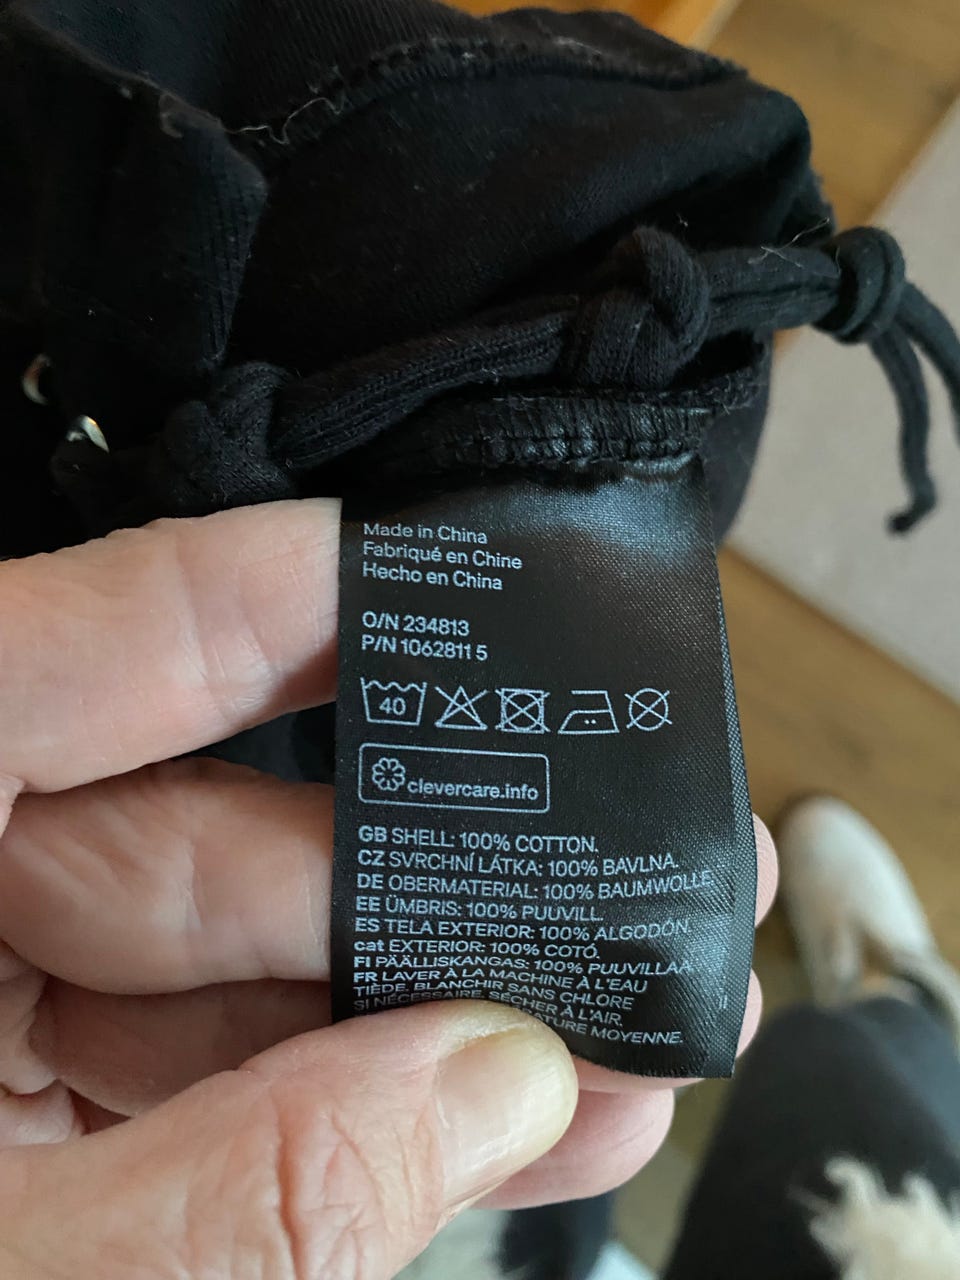 Made in China
Fabriqué en Chine
Hecho en China
O/N 234813
P/N 1062811 5
40
clevercare.info
GB SHELL: 100% COTTON.
CZ SVRCHNÍ LÁTKA: 100% BAVLNA.
DE OBERMATERIAL: 100% BAUMWOLLE
EE ÜMBRIS: 100% PUUVILL.
ES TELA EXTERIOR: 100% ALGODÓN.
cat EXTERIOR: 100% COTÓ.
FI PÄÄLLISKANGAS: 100% PUUVILLAA
FR LAVER À LA MACHINE À L'EAU
TIÈDE. BLANCHIR SANS CHLORE
SI NÉCESSAIRE. SÉCHER À L'AIR.
MOYENNE.